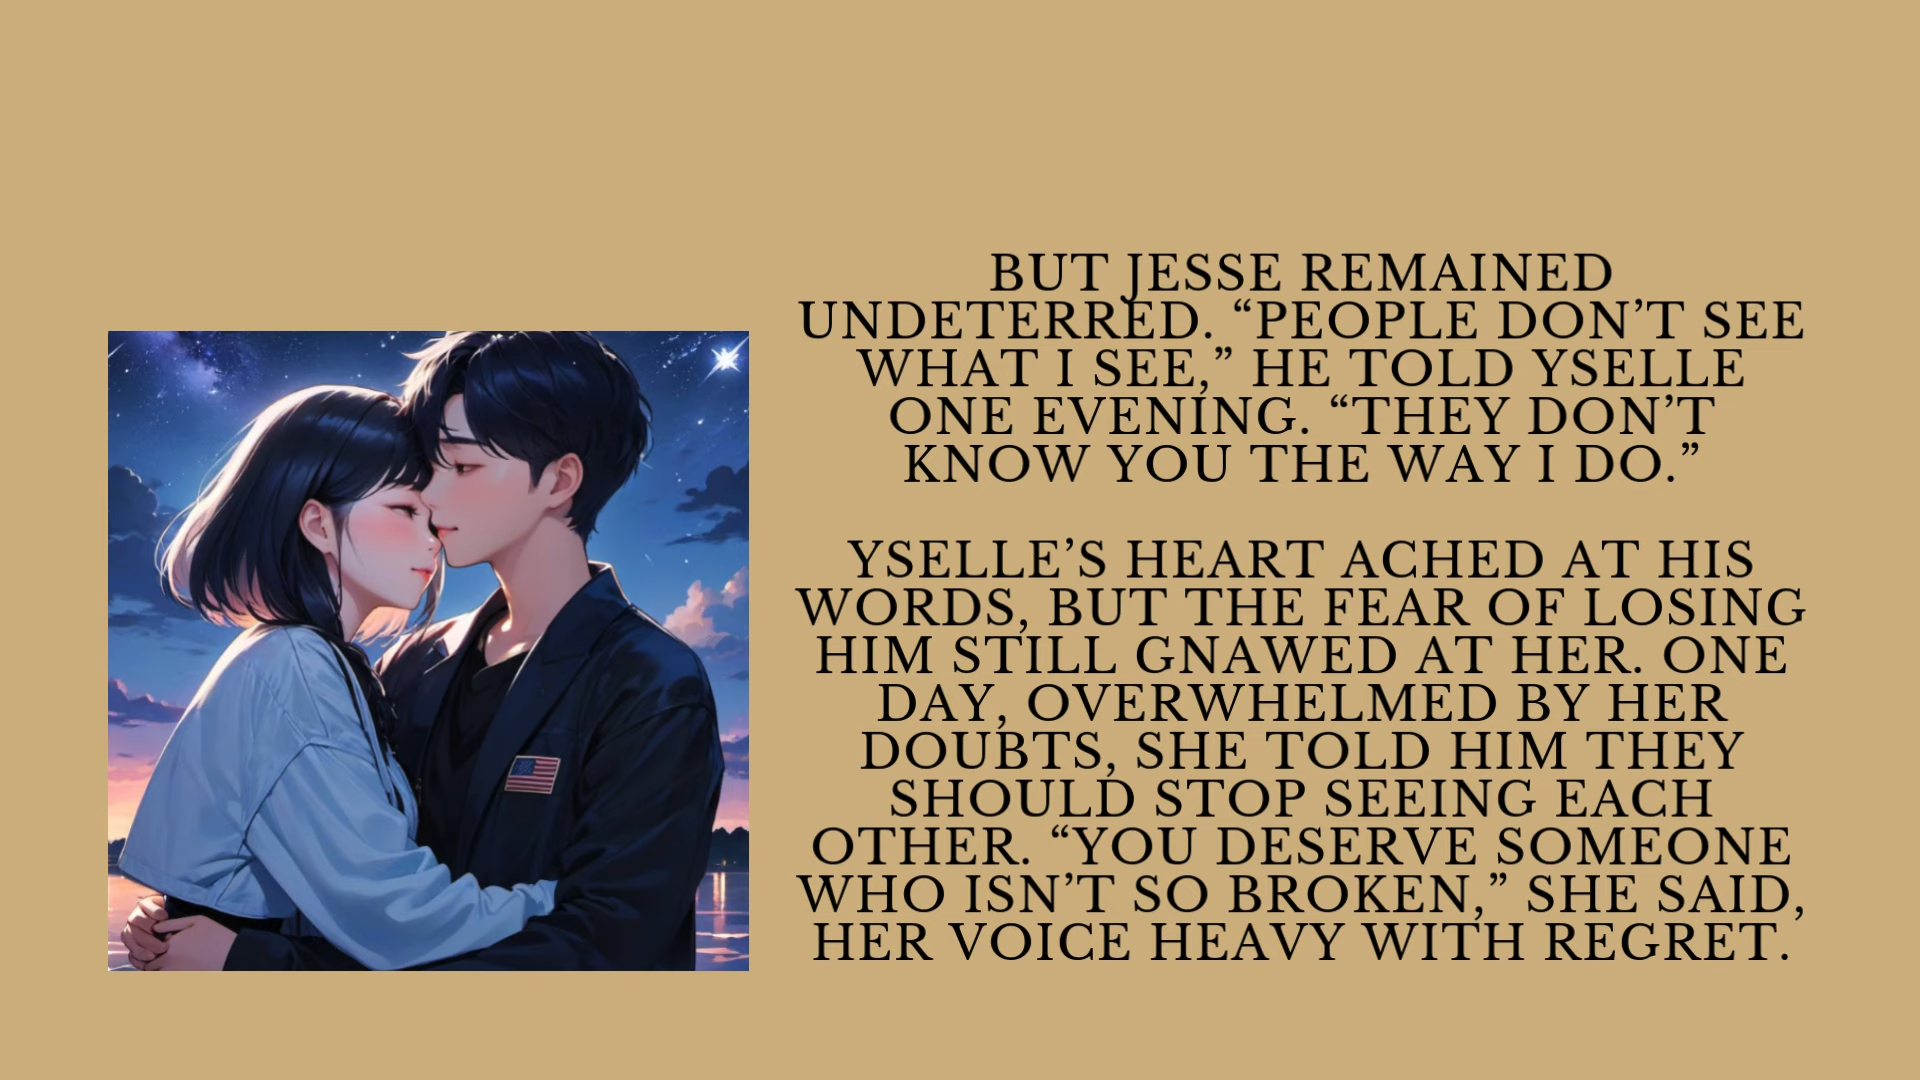 BUT JESSE REMAINED
UNDETERRED. “PEOPLE DON’T SEE
WHAT I SEE,” HE TOLD YSELLE
ONE EVENING. “THEY DON’T
KNOW YOU THE WAY I DO.”
YSELLE’S HEART ACHED AT HIS
WORDS, BUT THE FEAR OF LOSING
HIM STILL GNAWED AT HER. ONE
DAY, OVERWHELMED BY HER
DOUBTS, SHE TOLD HIM THEY
SHOULD STOP SEEING EACH
OTHER. “YOU DESERVE SOMEONE
WHO ISN’T SO BROKEN,” SHE SAID,
HER VOICE HEAVY WITH REGRET.